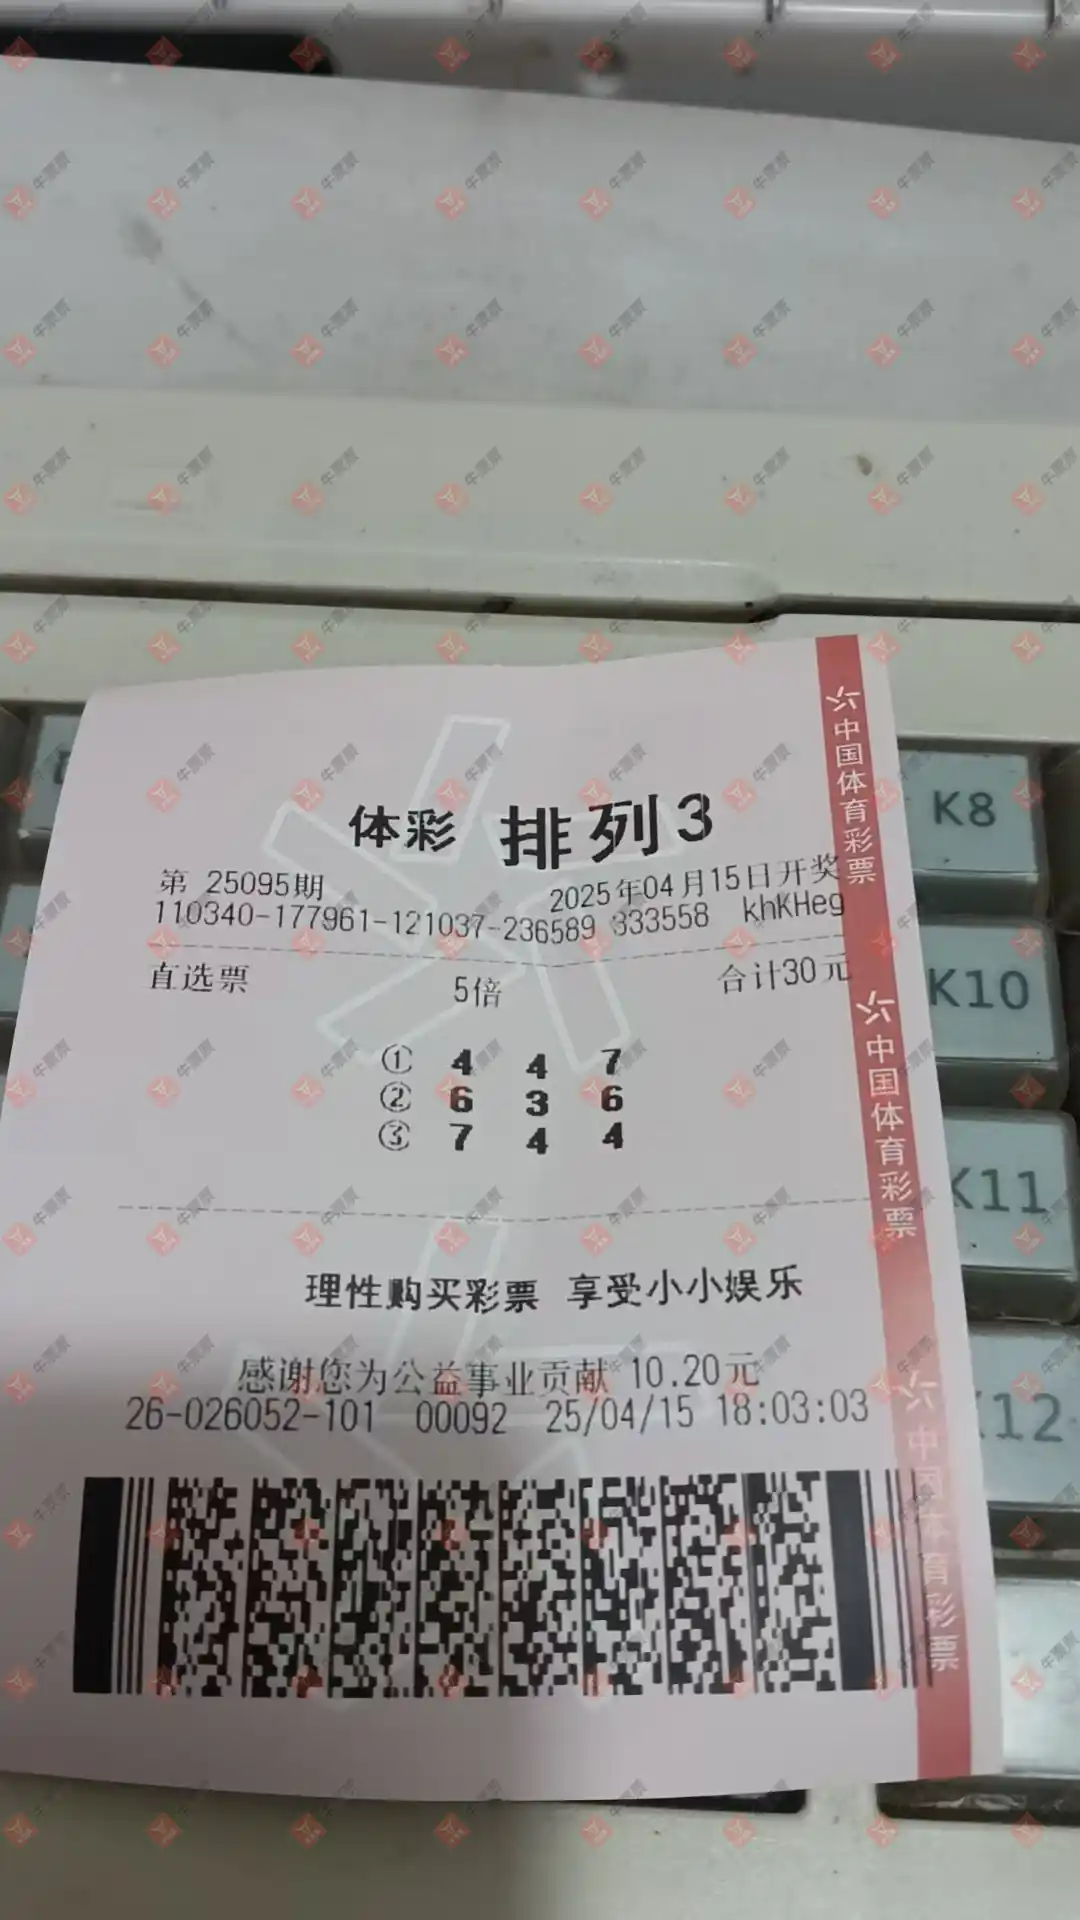 体彩 排列3
第 25095期 2025年04月15日开奖
110340-177961-121037-236589 333558 khKHeg
直选票 5倍 合计30元
① 4 4 7
② 6 3 6
③ 7 4 4
理性购买彩票 享受小小娱乐
感谢您为公益事业贡献 10.20元
26-026052-101 00092 25/04/15 18:03:03
中国体育彩票
中国体育彩票
中国体育彩票
K8
K10
K11
K12
牛票票